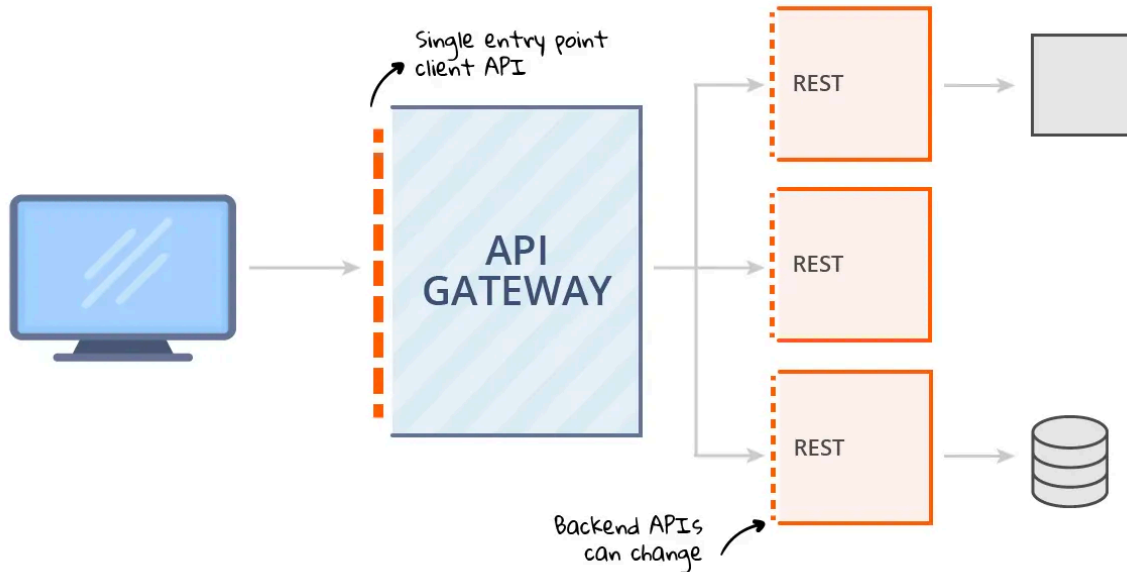 Single entry point
client API
API
GATEWAY
REST
REST
REST
Backend APIs
can change